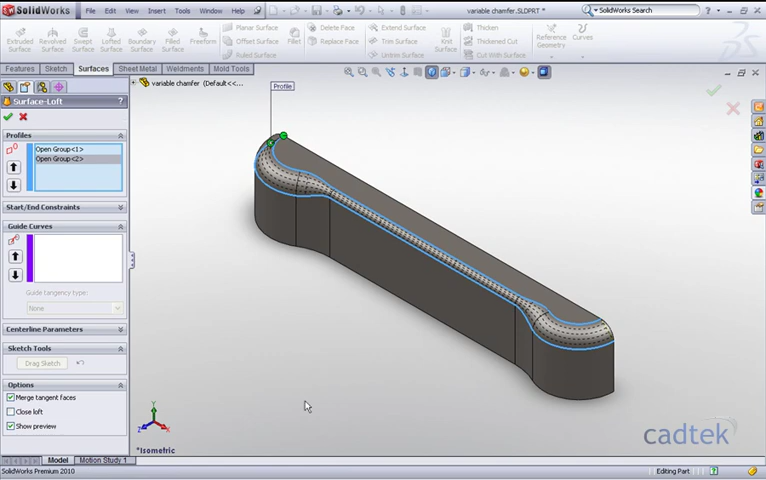 SolidWorks
File Edit View Insert Tools Window Help
variable chamfer.SLDPRT *
SolidWorks Search
Extruded Surface
Revolved Surface
Swept Surface
Lofted Surface
Boundary Surface
Filled Surface
Freeform
Planar Surface
Offset Surface
Ruled Surface
Fillet
Delete Face
Replace Face
Extend Surface
Trim Surface
Untrim Surface
Knit Surface
Thicken
Thickened Cut
Cut With Surface
Reference Geometry
Curves
Features Sketch Surfaces Sheet Metal Weldments Mold Tools
variable chamfer (Default<<...
Surface-Loft ?
Profiles
Open Group<1>
Open Group<2>
Start/End Constraints
Guide Curves
Guide tangency type:
None
Centerline Parameters
Sketch Tools
Drag Sketch
Options
Merge tangent faces
Close loft
Show preview
Profile
Y
Z
X
*Isometric
cadtek
Model Motion Study 1
SolidWorks Premium 2010
Editing Part